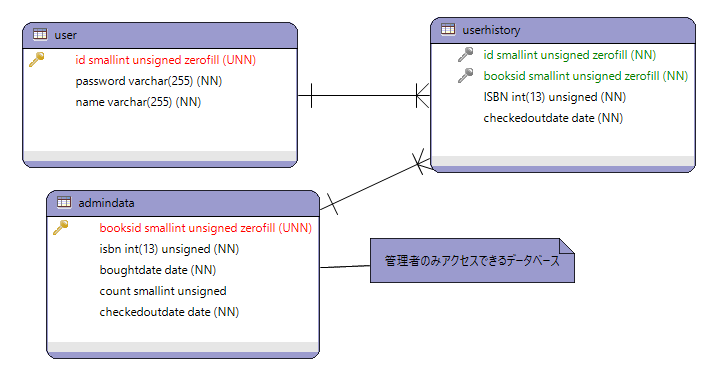 user
id smallint unsigned zerofill (UNN)
password varchar(255) (NN)
name varchar(255) (NN)
userhistory
id smallint unsigned zerofill (NN)
booksid smallint unsigned zerofill (NN)
ISBN int(13) unsigned (NN)
checkedoutdate date (NN)
admindata
booksid smallint unsigned zerofill (UNN)
isbn int(13) unsigned (NN)
boughtdate date (NN)
count smallint unsigned
checkedoutdate date (NN)
管理者のみアクセスできるデータベース